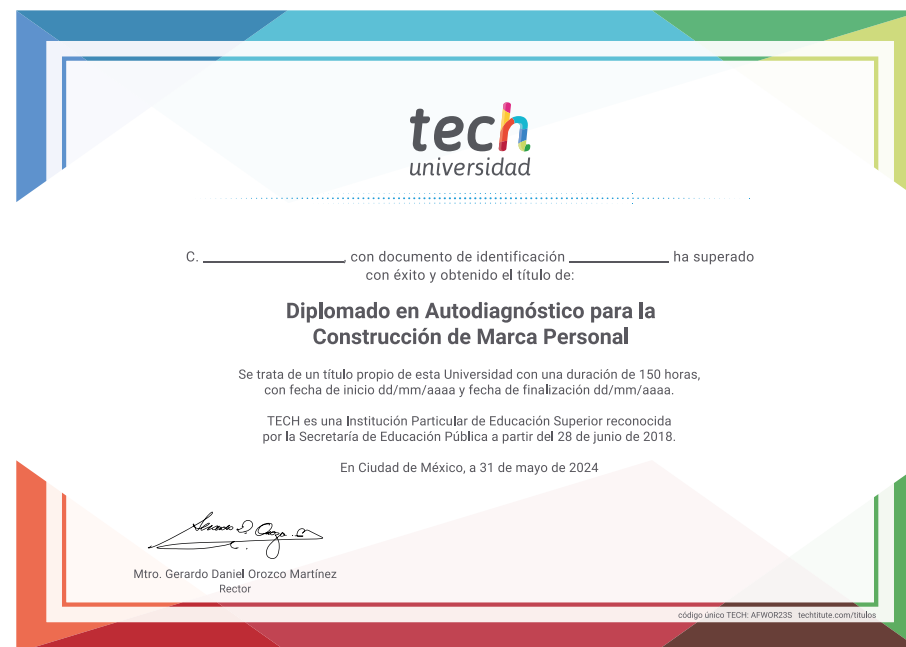 tech
universidad
C. ____________, con documento de identificación ____________ ha superado
con éxito y obtenido el título de:
Diplomado en Autodiagnóstico para la
Construcción de Marca Personal
Se trata de un título propio de esta Universidad con una duración de 150 horas,
con fecha de inicio dd/mm/aaaa y fecha de finalización dd/mm/aaaa.
TECH es una Institución Particular de Educación Superior reconocida
por la Secretaría de Educación Pública a partir del 28 de junio de 2018.
En Ciudad de México, a 31 de mayo de 2024
Mtro. Gerardo Daniel Orozco Martínez
Rector
código único TECH: AFWOR23S techtitute.com/titulos